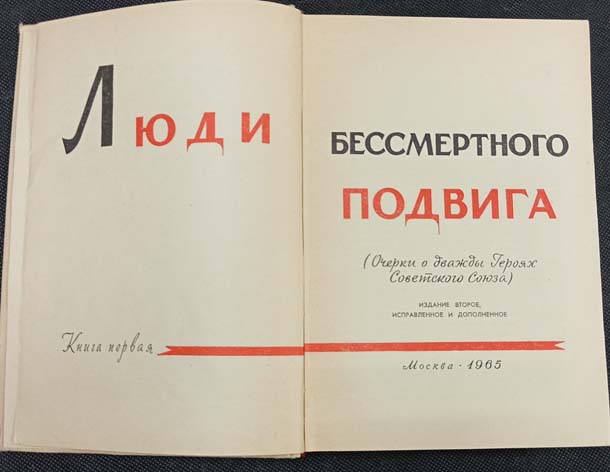 Люди
БЕССМЕРТНОГО
ПОДВИГА
(Очерки о дважды Героях
Советского Союза)
ИЗДАНИЕ ВТОРОЕ,
ИСПРАВЛЕННОЕ И ДОПОЛНЕННОЕ
Книга первая
Москва · 1965